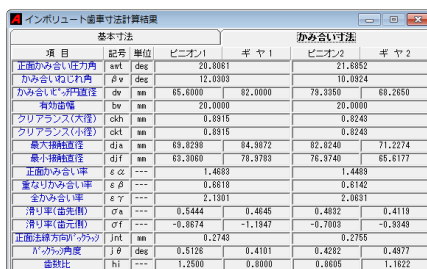 インボリュート歯車寸法計算結果
基本寸法 かみ合い寸法
項 目 記号 単位 ピニオン1 ギ ヤ 1 ピニオン2 ギ ヤ 2
正面かみ合い圧力角 αwt deg 20.8061 21.6852
かみ合いねじれ角 βw deg 12.0303 10.0924
かみ合いピッチ円直径 dw mm 65.6000 82.0000 79.3350 68.2650
有効歯幅 bw mm 20.0000 20.0000
クリアランス(大径) ckh mm 0.8915 0.8243
クリアランス(小径) ckt mm 0.8915 0.8243
最大接触直径 dja mm 69.8298 84.9872 82.8240 71.2274
最小接触直径 djf mm 63.3060 78.9783 76.9740 65.6177
正面かみ合い率 εα --- 1.4683 1.4489
重なりかみ合い率 εβ --- 0.6618 0.6142
全かみ合い率 εγ --- 2.1301 2.0631
滑り率(歯先側) σa --- 0.5444 0.4645 0.4832 0.4119
滑り率(歯元側) σf --- -0.8674 -1.1947 -0.7003 -0.9349
正面法線方向バックラッシ jnt mm 0.2743 0.2755
バックラッシ角度 jθ deg 0.5126 0.4101 0.4282 0.4977
歯数比 hi --- 1.2500 0.8000 0.8605 1.1622